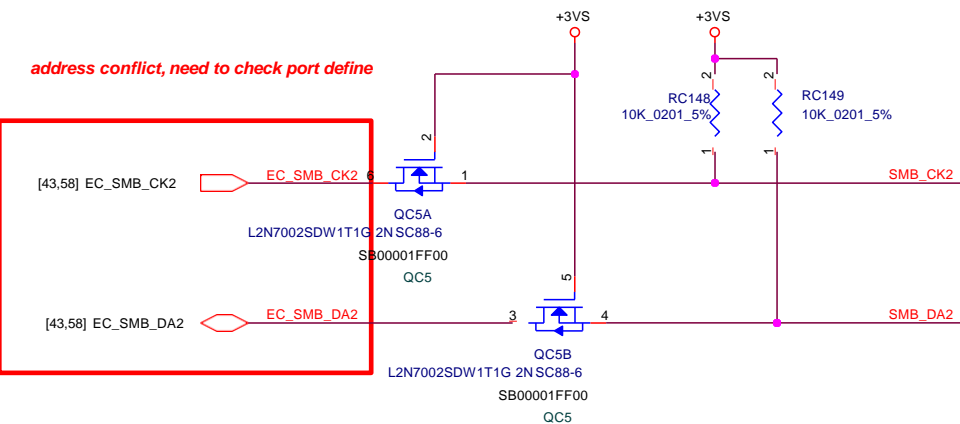 +3VS
+3VS
address conflict, need to check port define
2
2
2
RC148
10K_0201_5%
RC149
10K_0201_5%
1
1
[43,58] EC_SMB_CK2
EC_SMB_CK2
6
1
SMB_CK2
QC5A
L2N7002SDW1T1G 2N SC88-6
SB00001FF00
QC5
5
[43,58] EC_SMB_DA2
EC_SMB_DA2
3
4
SMB_DA2
QC5B
L2N7002SDW1T1G 2N SC88-6
SB00001FF00
QC5